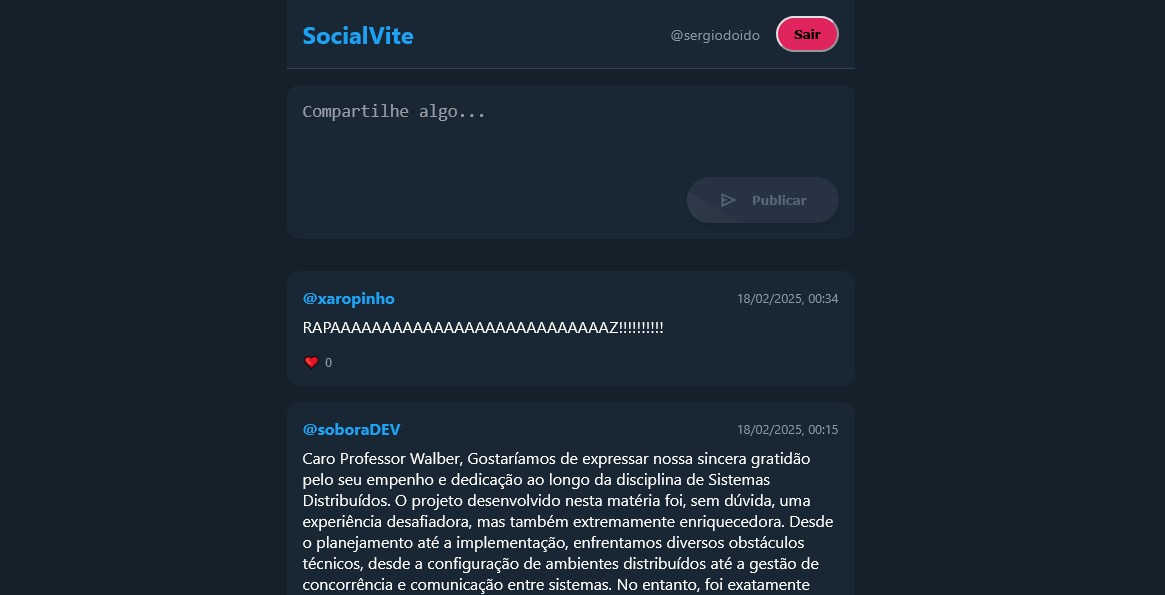 SocialVite
@sergiodoido
Sair
Compartilhe algo...
Publicar
@xaropinho
18/02/2025, 00:34
RAPAAAAAAAAAAAAAAAAAAAAAAAAAAAZ!!!!!!!!!!
0
@soboraDEV
18/02/2025, 00:15
Caro Professor Walber, Gostaríamos de expressar nossa sincera gratidão
pelo seu empenho e dedicação ao longo da disciplina de Sistemas
Distribuídos. O projeto desenvolvido nesta matéria foi, sem dúvida, uma
experiência desafiadora, mas também extremamente enriquecedora. Desde
o planejamento até a implementação, enfrentamos diversos obstáculos
técnicos, desde a configuração de ambientes distribuídos até a gestão de
concorrência e comunicação entre sistemas. No entanto, foi exatamente